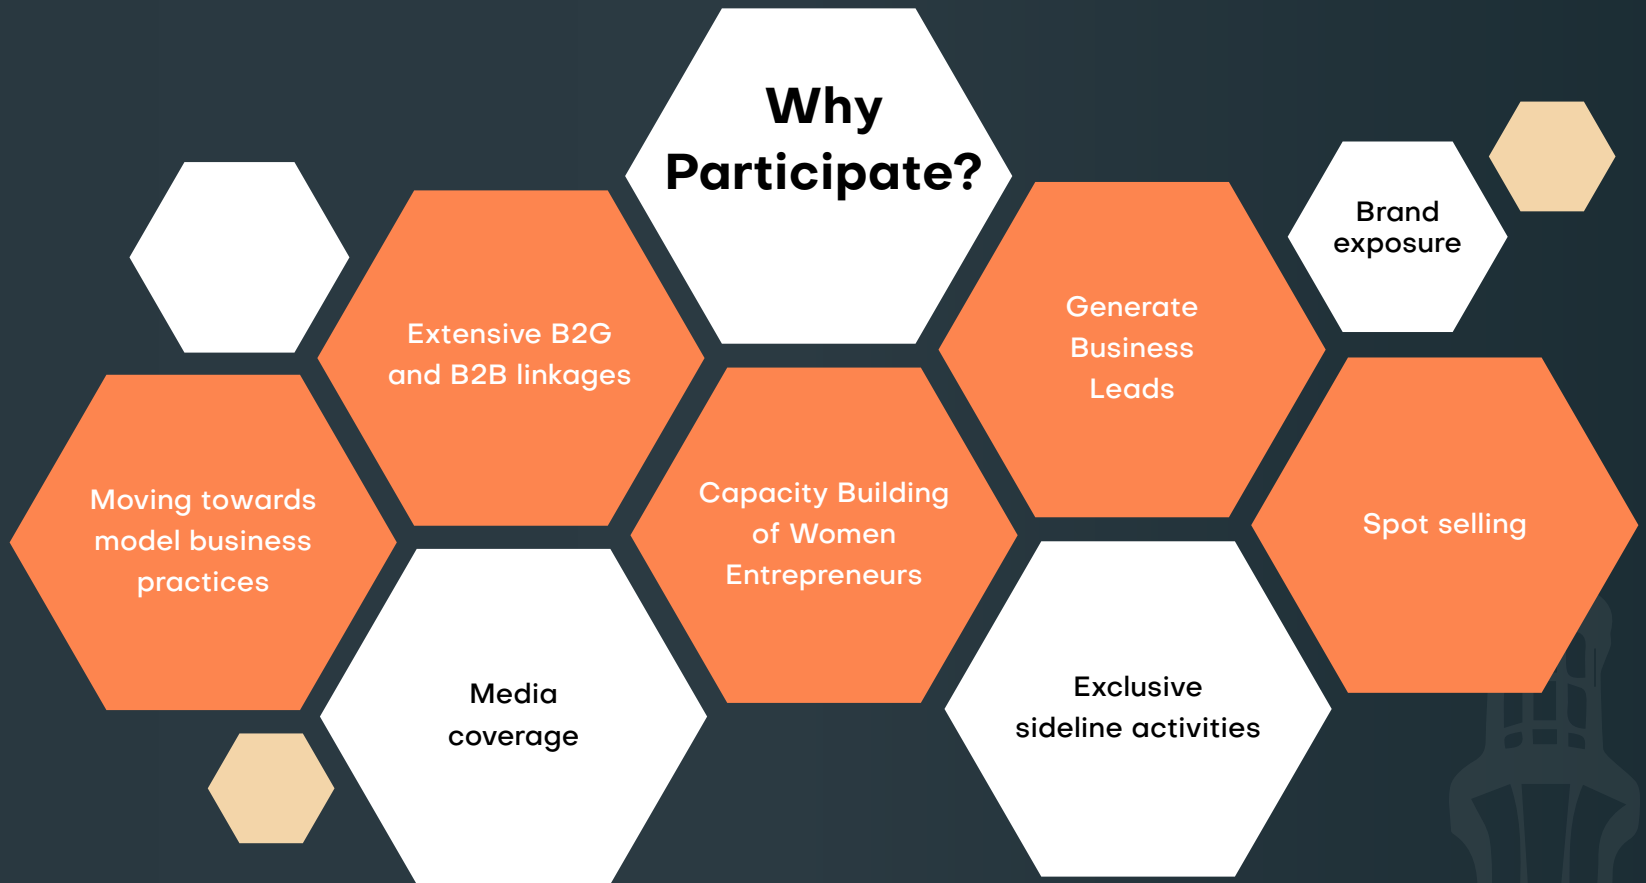 Why
Participate?
Brand
exposure
Extensive B2G
and B2B linkages
Generate
Business
Leads
Moving towards
model business
practices
Capacity Building
of Women
Entrepreneurs
Spot selling
Media
coverage
Exclusive
sideline activities